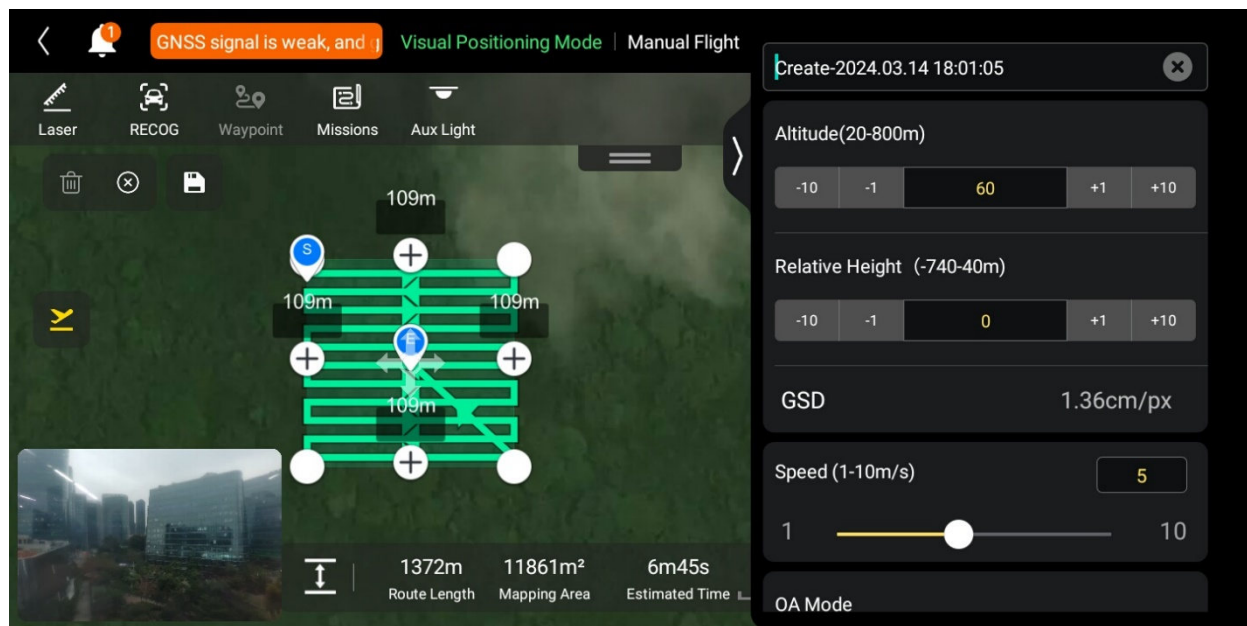 1
GNSS signal is weak, and g
Visual Positioning Mode | Manual Flight
Laser
RECOG
Waypoint
Missions
Aux Light
109m
S
109m
109m
E
109m
1372m
Route Length
11861m²
Mapping Area
6m45s
Estimated Time
Create-2024.03.14 18:01:05
Altitude(20-800m)
-10 -1 60 +1 +10
Relative Height (-740-40m)
-10 -1 0 +1 +10
GSD 1.36cm/px
Speed (1-10m/s) 5
1 10
OA Mode